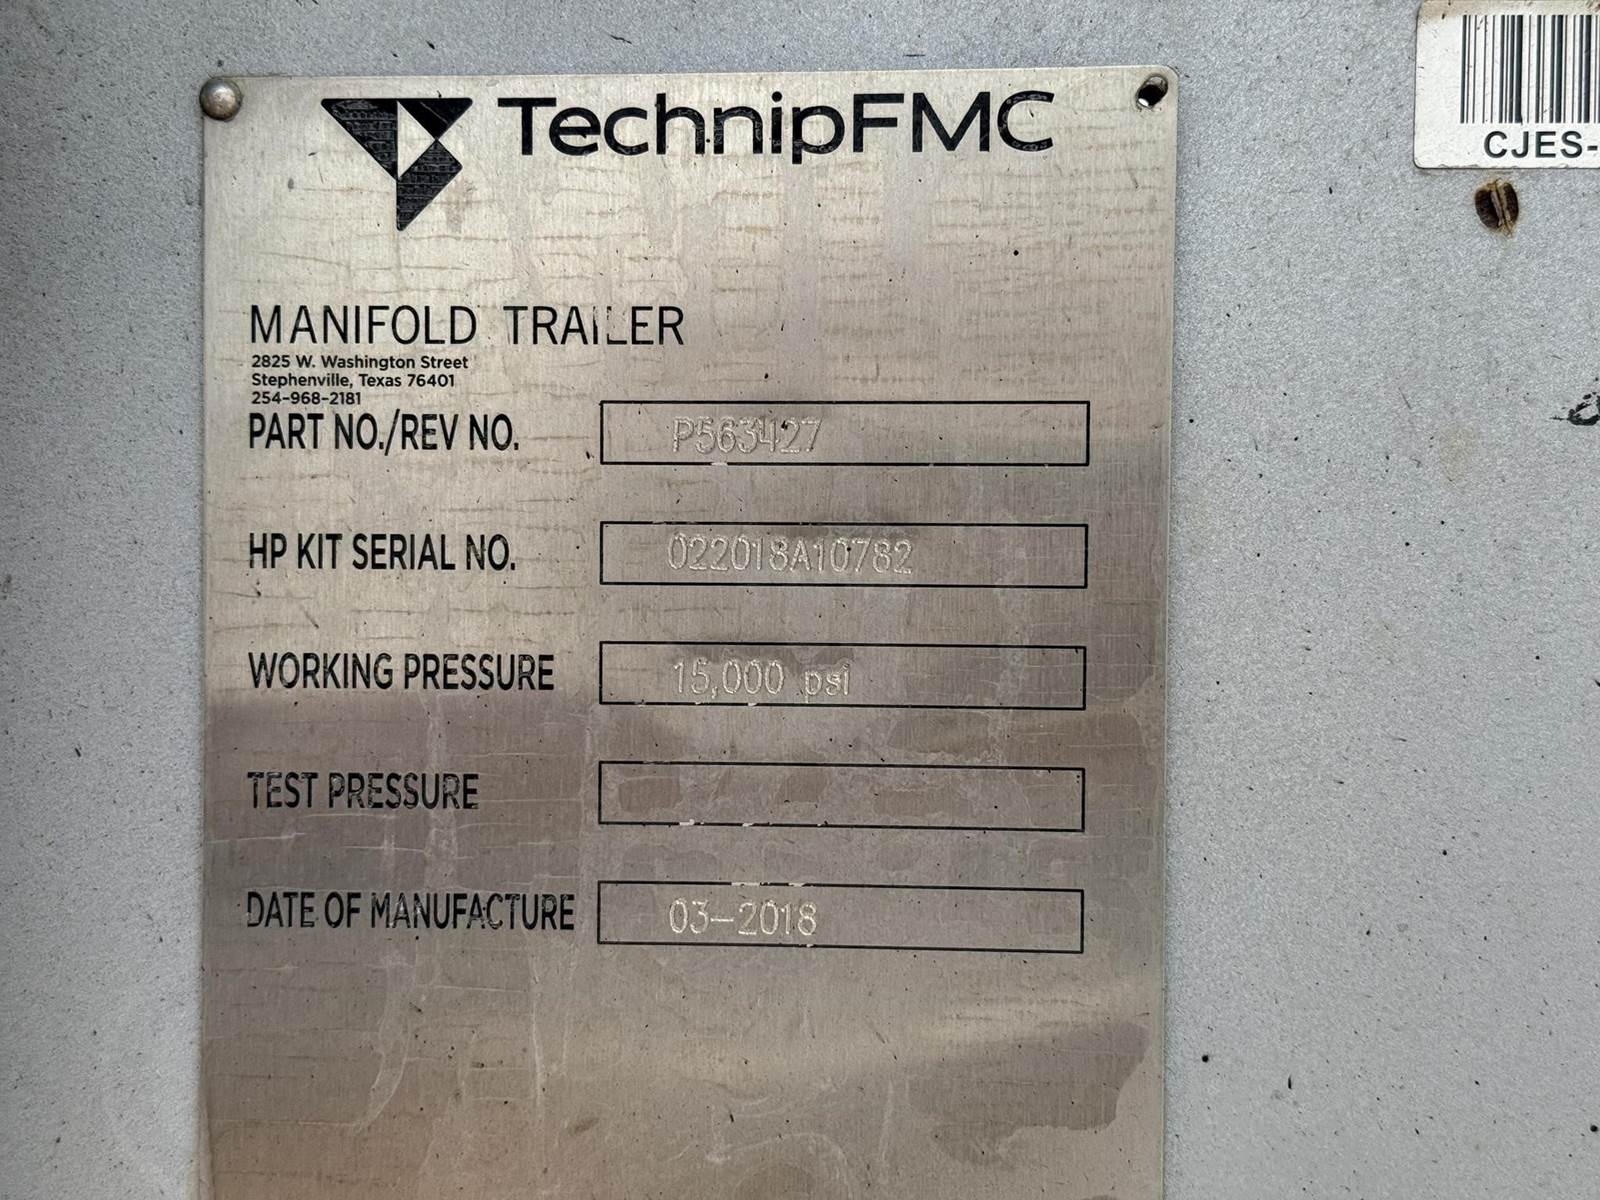 TechnipFMC
CJES-
MANIFOLD TRAILER
2825 W. Washington Street
Stephenville, Texas 76401
254-968-2181
PART NO./REV NO. P563427
HP KIT SERIAL NO. 022018A10782
WORKING PRESSURE 15,000 psi
TEST PRESSURE
DATE OF MANUFACTURE 03-2018